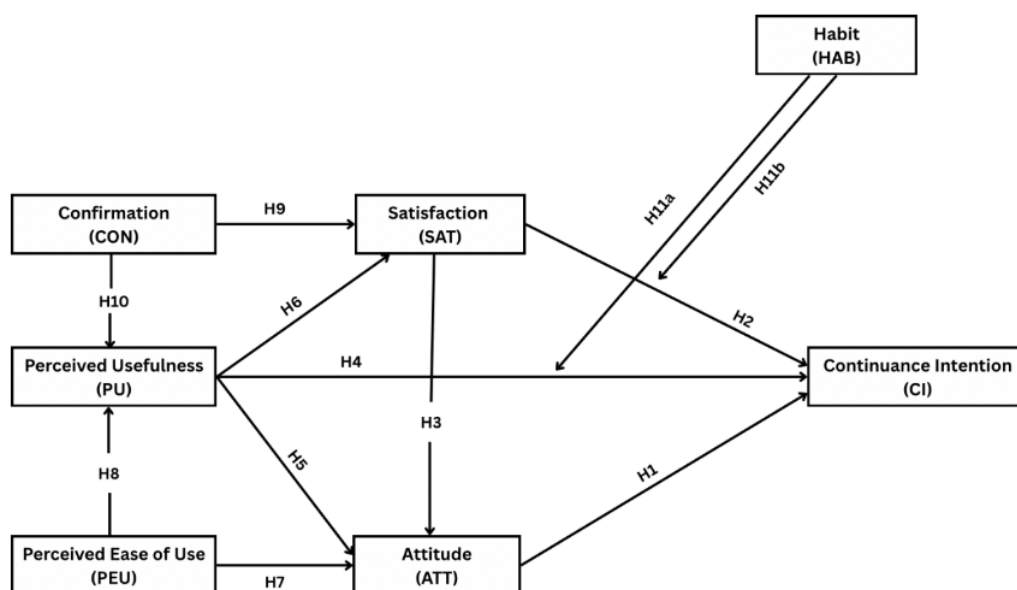 Habit
(HAB)
H11a
H11b
Confirmation
(CON)
H9
Satisfaction
(SAT)
H10
H6
H2
Perceived Usefulness
(PU)
H4
Continuance Intention
(CI)
H3
H8
H5
H1
Perceived Ease of Use
(PEU)
H7
Attitude
(ATT)